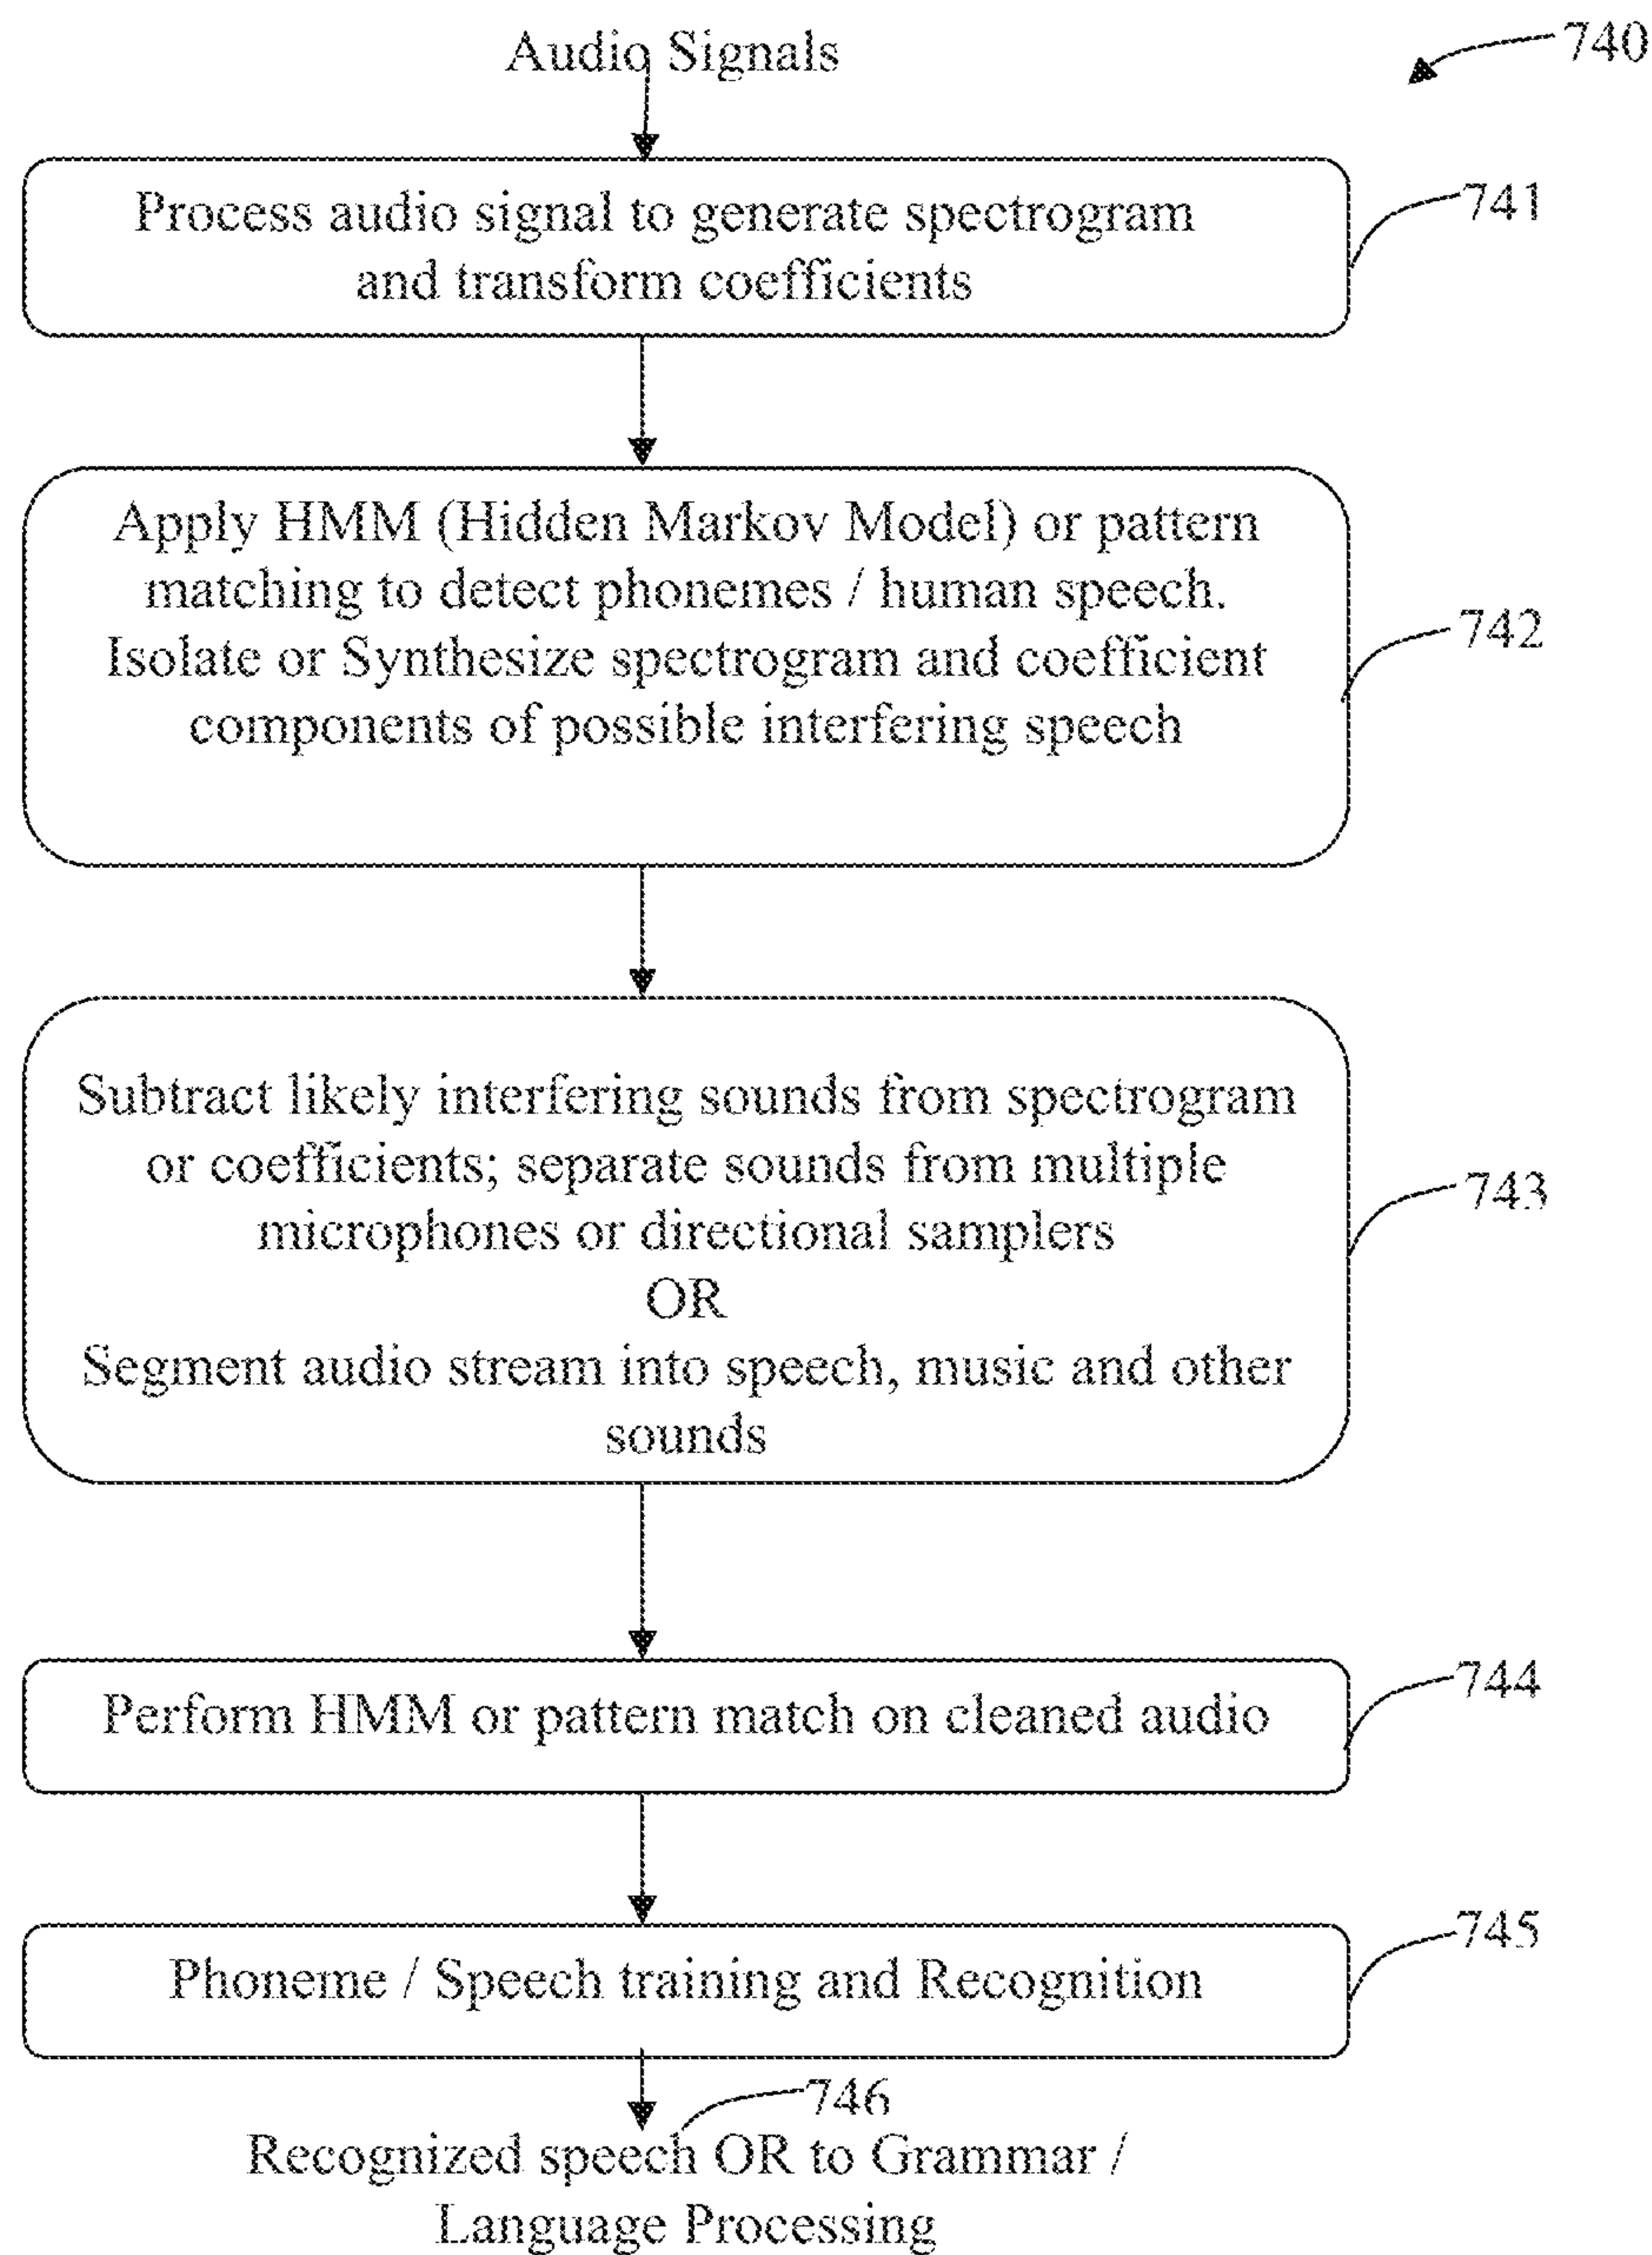 Audio Signals
740
Process audio signal to generate spectrogram
and transform coefficients
741
Apply HMM (Hidden Markov Model) or pattern
matching to detect phonemes / human speech.
Isolate or Synthesize spectrogram and coefficient
components of possible interfering speech
742
Subtract likely interfering sounds from spectrogram
or coefficients; separate sounds from multiple
microphones or directional samplers
OR
Segment audio stream into speech, music and other
sounds
743
Perform HMM or pattern match on cleaned audio
744
Phoneme / Speech training and Recognition
745
746
Recognized speech OR to Grammar /
Language Processing